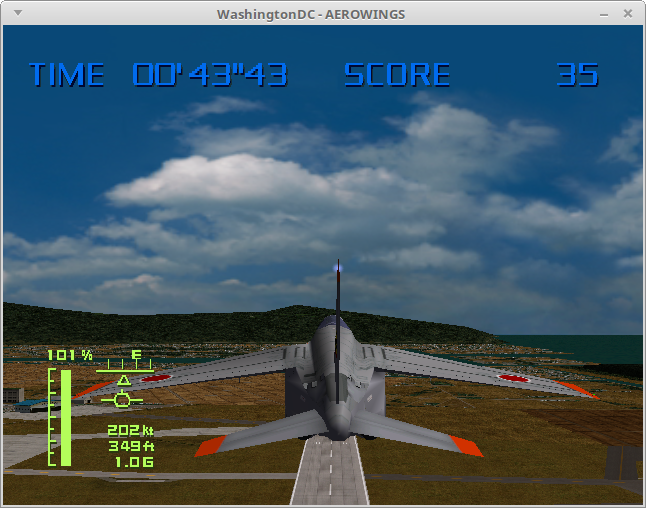 WashingtonDC - AEROWINGS
TIME 00'43"43 SCORE 35
101 % E
202kt
349ft
1.0G